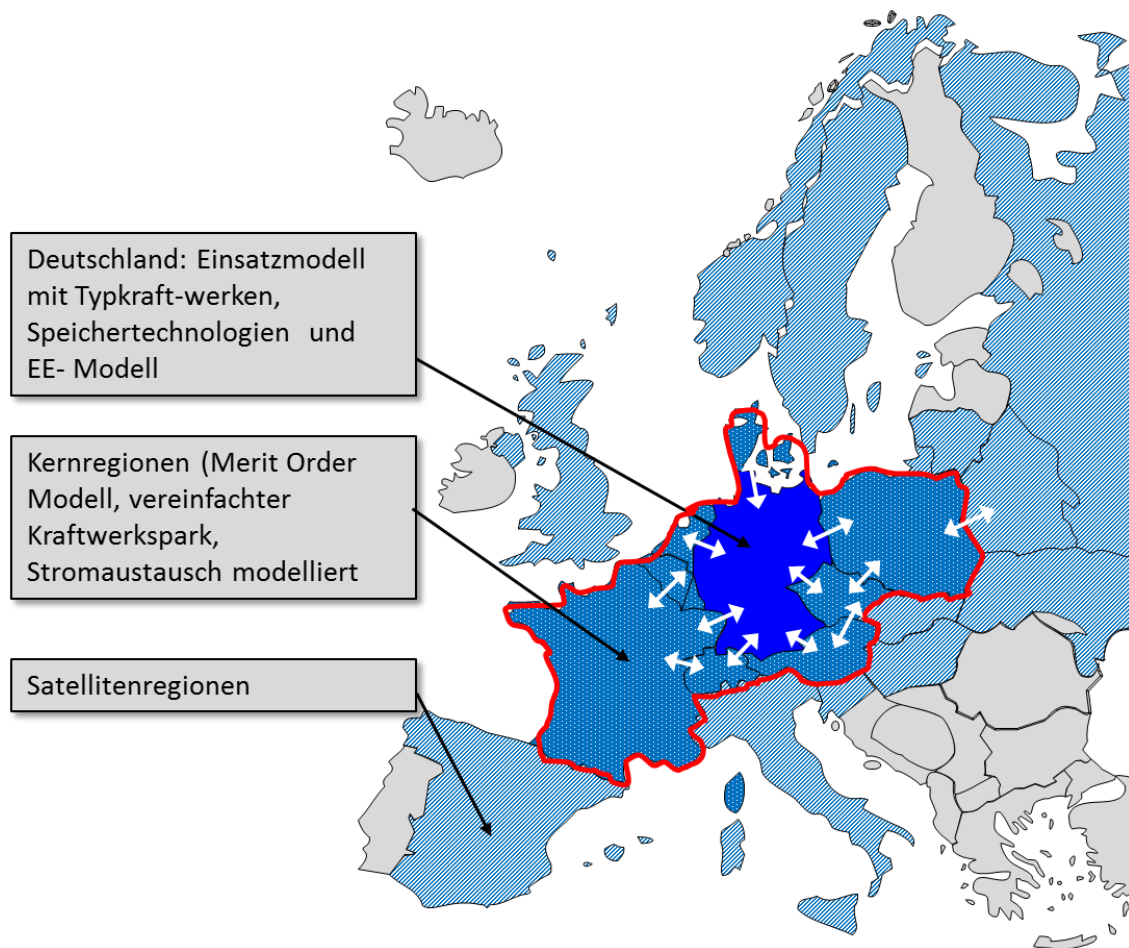 Deutschland: Einsatzmodell
mit Typkraft-werken,
Speichertechnologien und
EE- Modell
Kernregionen (Merit Order
Modell, vereinfachter
Kraftwerkspark,
Stromaustausch modelliert
Satellitenregionen